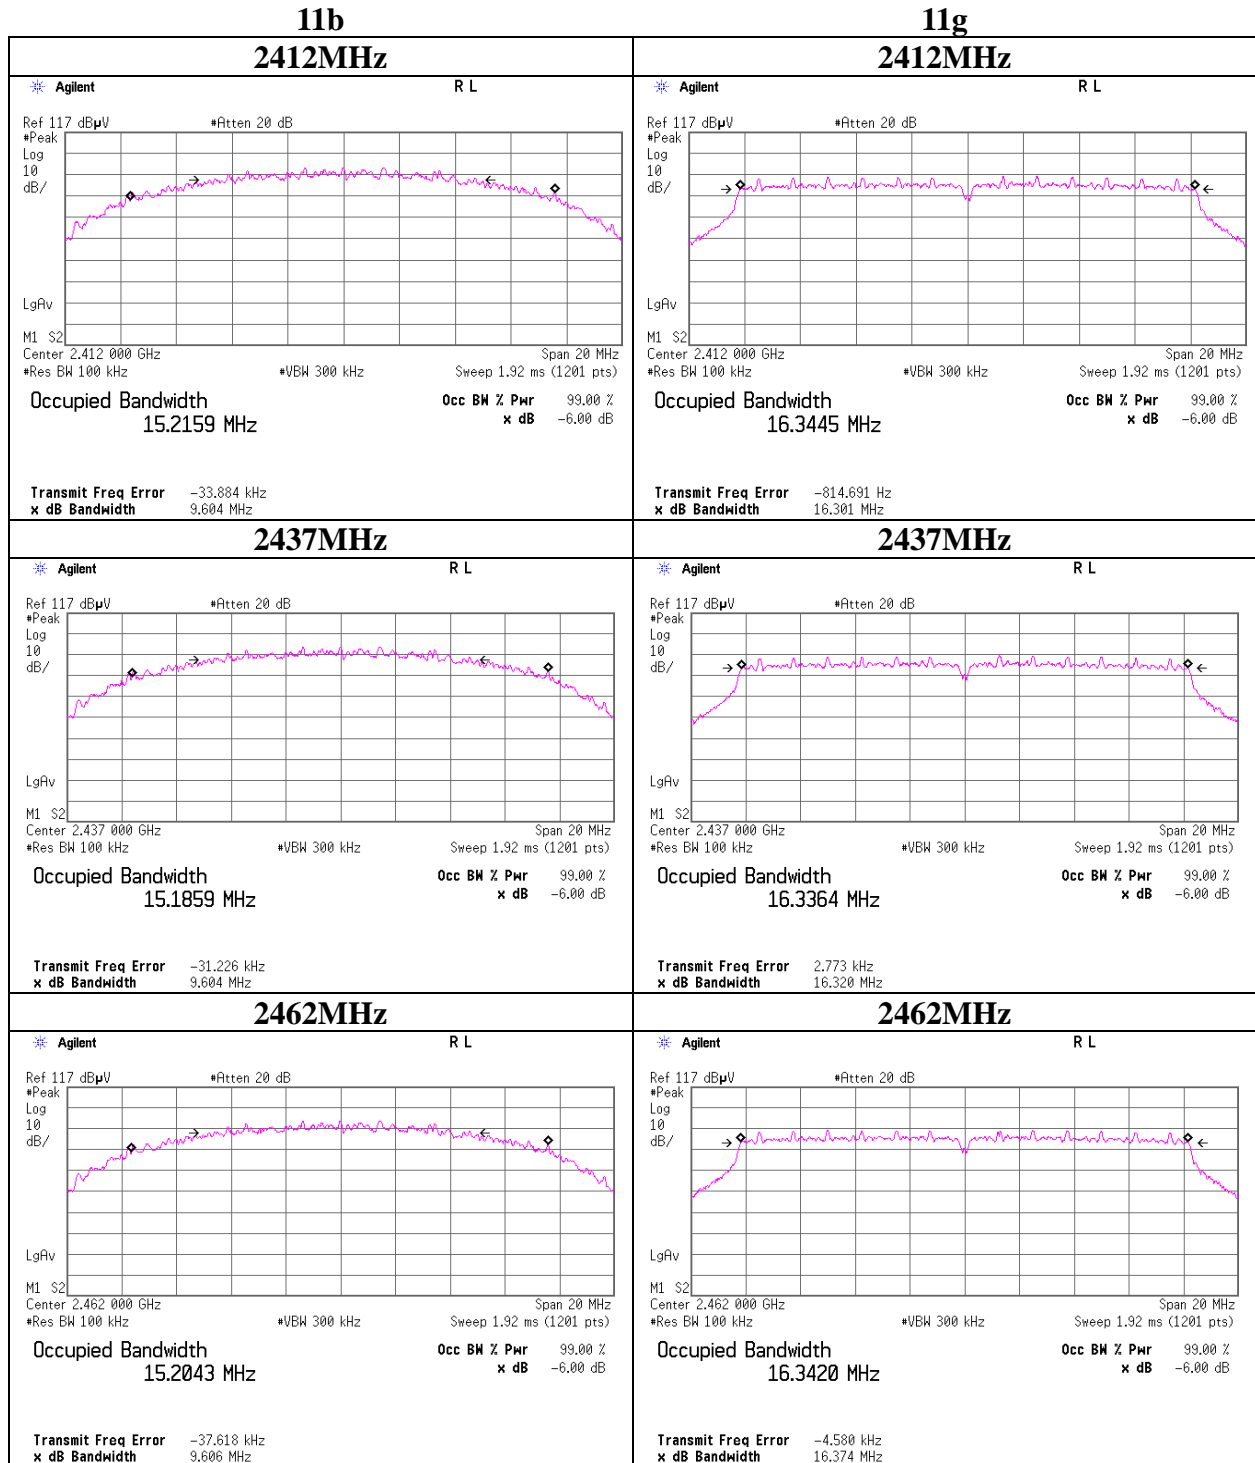 11b 11g
2412MHz 2412MHz
Agilent R L
Ref 117 dBµV #Atten 20 dB
#Peak
Log
10
dB/
LgAv
M1 S2
Center 2.412 000 GHz Span 20 MHz
#Res BW 100 kHz #VBW 300 kHz Sweep 1.92 ms (1201 pts)
Occupied Bandwidth Occ BW % Pwr 99.00 %
15.2159 MHz x dB -6.00 dB
Transmit Freq Error -33.884 kHz
x dB Bandwidth 9.604 MHz
Agilent R L
Ref 117 dBµV #Atten 20 dB
#Peak
Log
10
dB/
LgAv
M1 S2
Center 2.412 000 GHz Span 20 MHz
#Res BW 100 kHz #VBW 300 kHz Sweep 1.92 ms (1201 pts)
Occupied Bandwidth Occ BW % Pwr 99.00 %
16.3445 MHz x dB -6.00 dB
Transmit Freq Error -814.691 Hz
x dB Bandwidth 16.301 MHz
2437MHz 2437MHz
Agilent R L
Ref 117 dBµV #Atten 20 dB
#Peak
Log
10
dB/
LgAv
M1 S2
Center 2.437 000 GHz Span 20 MHz
#Res BW 100 kHz #VBW 300 kHz Sweep 1.92 ms (1201 pts)
Occupied Bandwidth Occ BW % Pwr 99.00 %
15.1859 MHz x dB -6.00 dB
Transmit Freq Error -31.226 kHz
x dB Bandwidth 9.604 MHz
Agilent R L
Ref 117 dBµV #Atten 20 dB
#Peak
Log
10
dB/
LgAv
M1 S2
Center 2.437 000 GHz Span 20 MHz
#Res BW 100 kHz #VBW 300 kHz Sweep 1.92 ms (1201 pts)
Occupied Bandwidth Occ BW % Pwr 99.00 %
16.3364 MHz x dB -6.00 dB
Transmit Freq Error 2.773 kHz
x dB Bandwidth 16.320 MHz
2462MHz 2462MHz
Agilent R L
Ref 117 dBµV #Atten 20 dB
#Peak
Log
10
dB/
LgAv
M1 S2
Center 2.462 000 GHz Span 20 MHz
#Res BW 100 kHz #VBW 300 kHz Sweep 1.92 ms (1201 pts)
Occupied Bandwidth Occ BW % Pwr 99.00 %
15.2043 MHz x dB -6.00 dB
Transmit Freq Error -37.618 kHz
x dB Bandwidth 9.606 MHz
Agilent R L
Ref 117 dBµV #Atten 20 dB
#Peak
Log
10
dB/
LgAv
M1 S2
Center 2.462 000 GHz Span 20 MHz
#Res BW 100 kHz #VBW 300 kHz Sweep 1.92 ms (1201 pts)
Occupied Bandwidth Occ BW % Pwr 99.00 %
16.3420 MHz x dB -6.00 dB
Transmit Freq Error -4.580 kHz
x dB Bandwidth 16.374 MHz